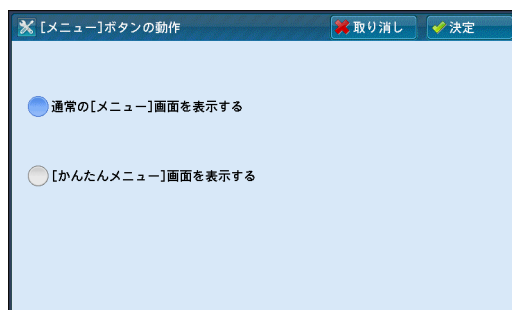 [メニュー]ボタンの動作
取り消し
決定
通常の[メニュー]画面を表示する
[かんたんメニュー]画面を表示する